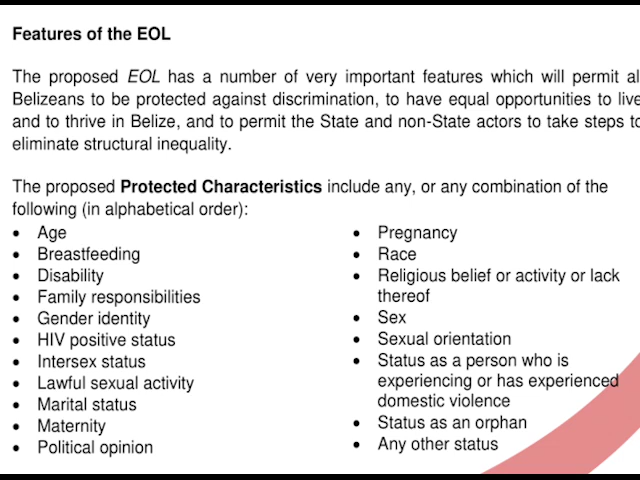 Features of the EOL
The proposed EOL has a number of very important features which will permit al
Belizeans to be protected against discrimination, to have equal opportunities to live
and to thrive in Belize, and to permit the State and non-State actors to take steps to
eliminate structural inequality.
The proposed Protected Characteristics include any, or any combination of the
following (in alphabetical order):
• Age
• Breastfeeding
• Disability
• Family responsibilities
• Gender identity
• HIV positive status
• Intersex status
• Lawful sexual activity
• Marital status
• Maternity
• Political opinion
• Pregnancy
• Race
• Religious belief or activity or lack
thereof
• Sex
• Sexual orientation
• Status as a person who is
experiencing or has experienced
domestic violence
• Status as an orphan
• Any other status